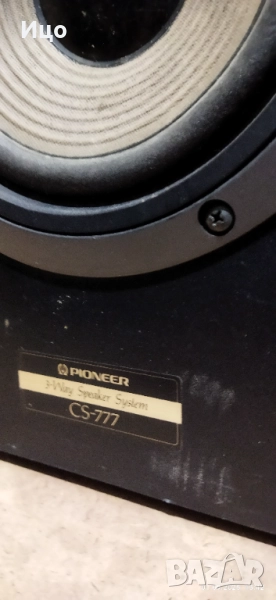 Ицо
PIONEER
3-Way Speaker System
CS-777
BAZAR